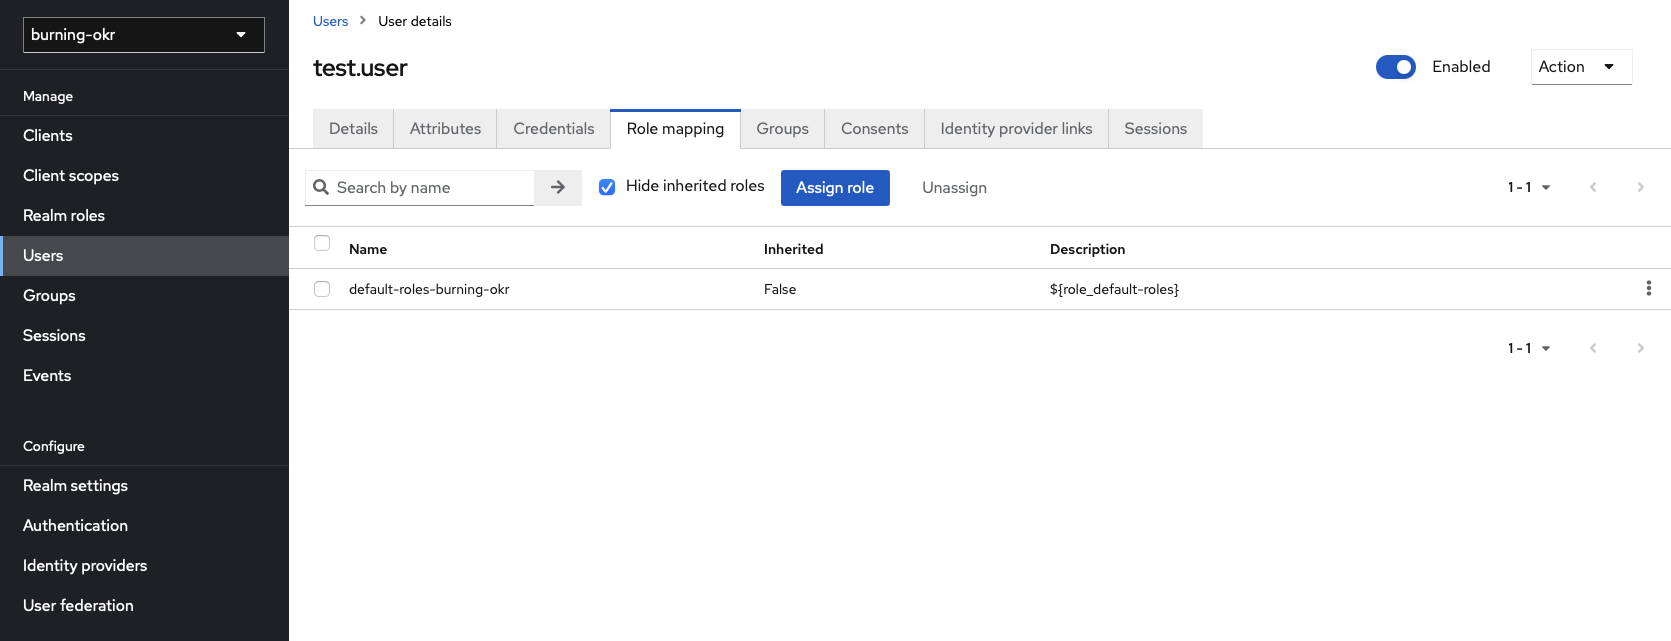 burning-okr
Manage
Clients
Client scopes
Realm roles
Users
Groups
Sessions
Events
Configure
Realm settings
Authentication
Identity providers
User federation
Users > User details
test.user
Enabled
Action
Details Attributes Credentials Role mapping Groups Consents Identity provider links Sessions
Search by name Hide inherited roles Assign role Unassign 1 - 1
Name Inherited Description
default-roles-burning-okr False ${role_default-roles}
1 - 1